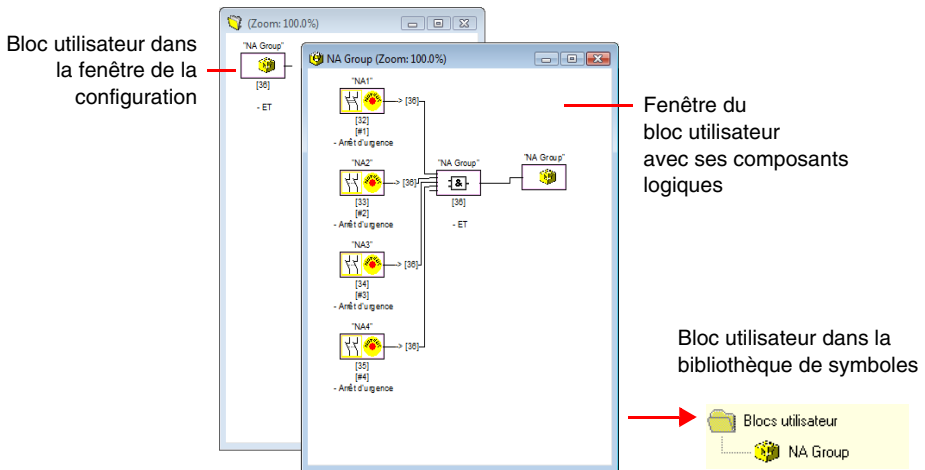 Bloc utilisateur dans
la fenêtre de la
configuration
(Zoom: 100.0%)
"NA Group"
[36]
- ET
NA Group (Zoom: 100.0%)
"NA1"
-> [36]
[32]
[#1]
- Arrêt d'urgence
"NA2"
-> [36]
[33]
[#2]
- Arrêt d'urgence
"NA3"
-> [36]
[34]
[#3]
- Arrêt d'urgence
"NA4"
-> [36]
[35]
[#4]
- Arrêt d'urgence
"NA Group"
&
[36]
- ET
"NA Group"
Fenêtre du
bloc utilisateur
avec ses composants
logiques
Bloc utilisateur dans la
bibliothèque de symboles
Blocs utilisateur
NA Group